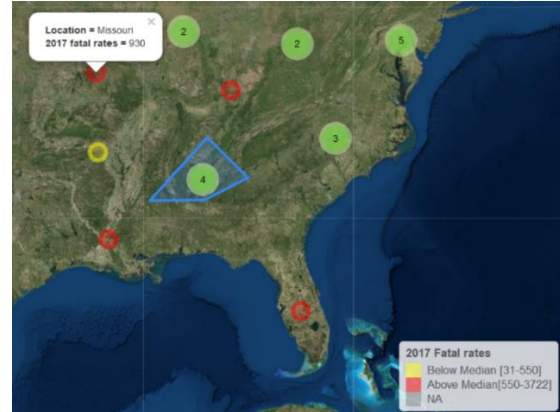 Location = Missouri
2017 fatal rates = 930
×
2
2
5
3
4
2017 Fatal rates
Below Median [31-550]
Above Median[550-3722]
NA